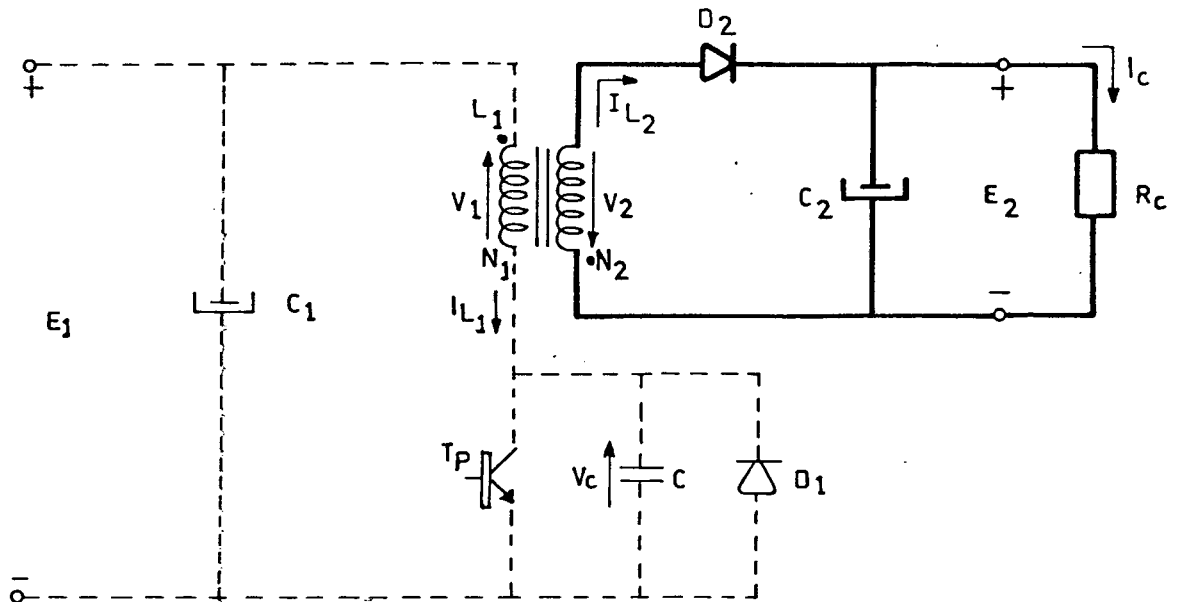 D2
+
L1
IL2
+
Ic
V1
V2
C2
E2
Rc
N1
N2
E1
C1
IL1
−
TP
Vc
C
D1
−